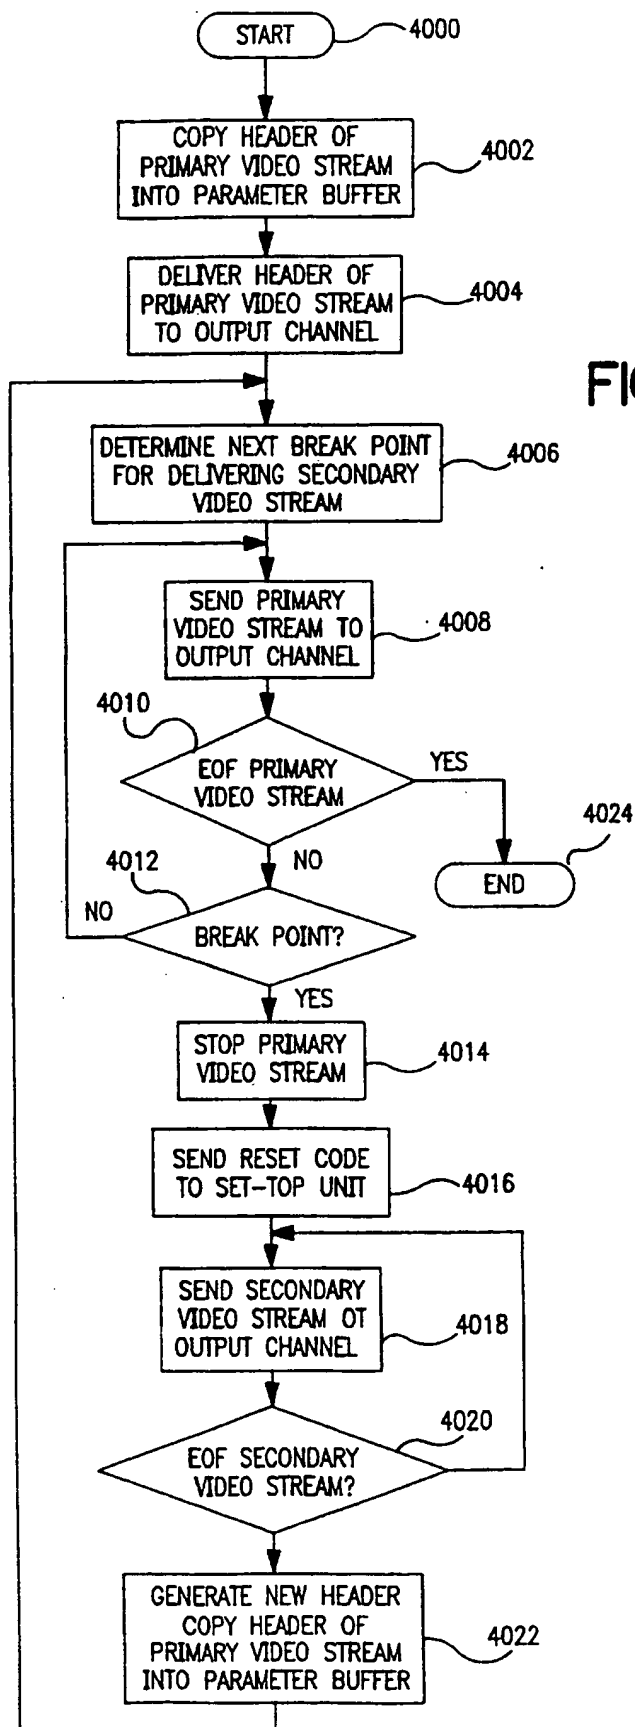 START
4000
COPY HEADER OF
PRIMARY VIDEO STREAM
INTO PARAMETER BUFFER
4002
DELIVER HEADER OF
PRIMARY VIDEO STREAM
TO OUTPUT CHANNEL
4004
FIG
DETERMINE NEXT BREAK POINT
FOR DELIVERING SECONDARY
VIDEO STREAM
4006
SEND PRIMARY
VIDEO STREAM TO
OUTPUT CHANNEL
4008
4010
EOF PRIMARY
VIDEO STREAM
YES
4024
END
NO
4012
NO
BREAK POINT?
YES
STOP PRIMARY
VIDEO STREAM
4014
SEND RESET CODE
TO SET-TOP UNIT
4016
SEND SECONDARY
VIDEO STREAM OT
OUTPUT CHANNEL
4018
4020
EOF SECONDARY
VIDEO STREAM?
GENERATE NEW HEADER
COPY HEADER OF
PRIMARY VIDEO STREAM
INTO PARAMETER BUFFER
4022